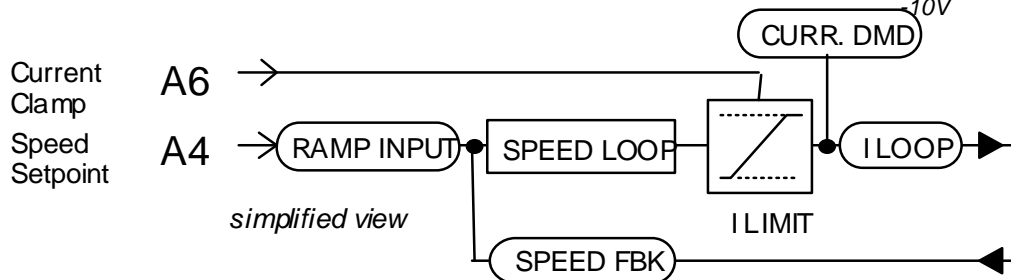 -10V
CURR. DMD
Current
Clamp
A6
Speed
Setpoint
A4
RAMP INPUT
SPEED LOOP
I LOOP
simplified view
I LIMIT
SPEED FBK